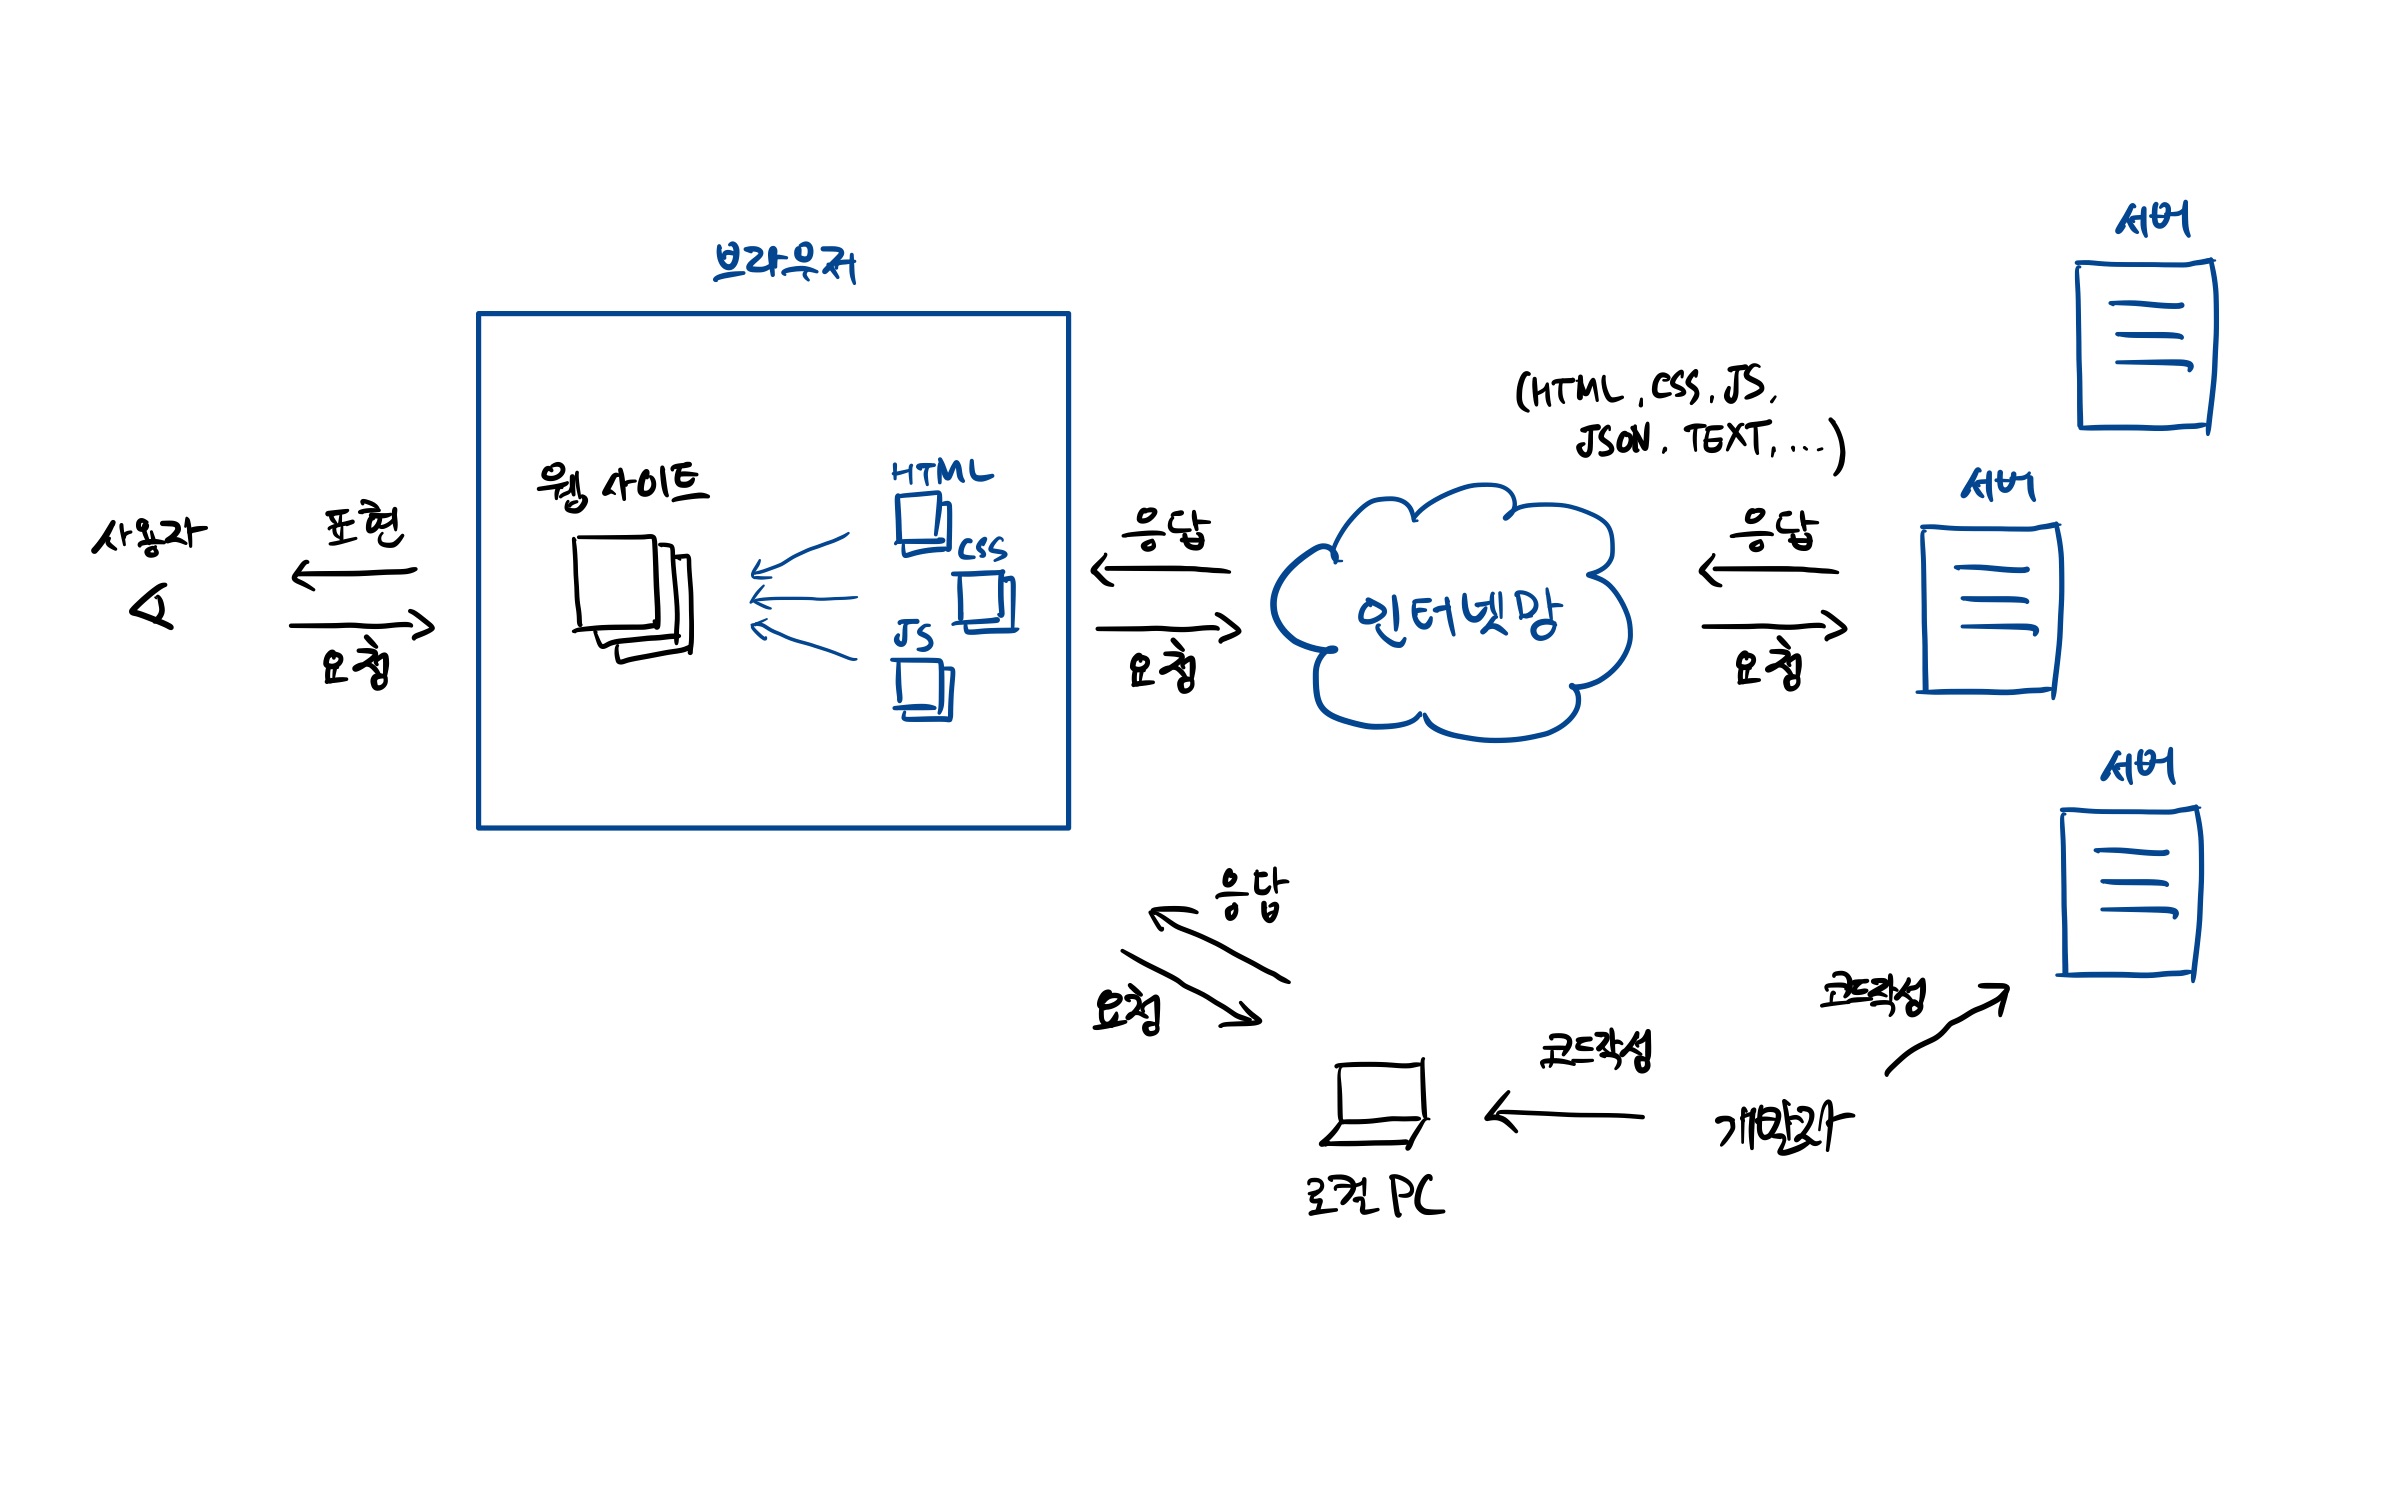 서버
브라우저
(HTML, CSS, JS,
JSON, TEXT, ...)
웹 사이트
HTML
서버
사용자
표현
CSS
응답
응답
인터넷망
JS
요청
요청
요청
서버
응답
요청
코드작성
코드작성
개발자
로컬 PC